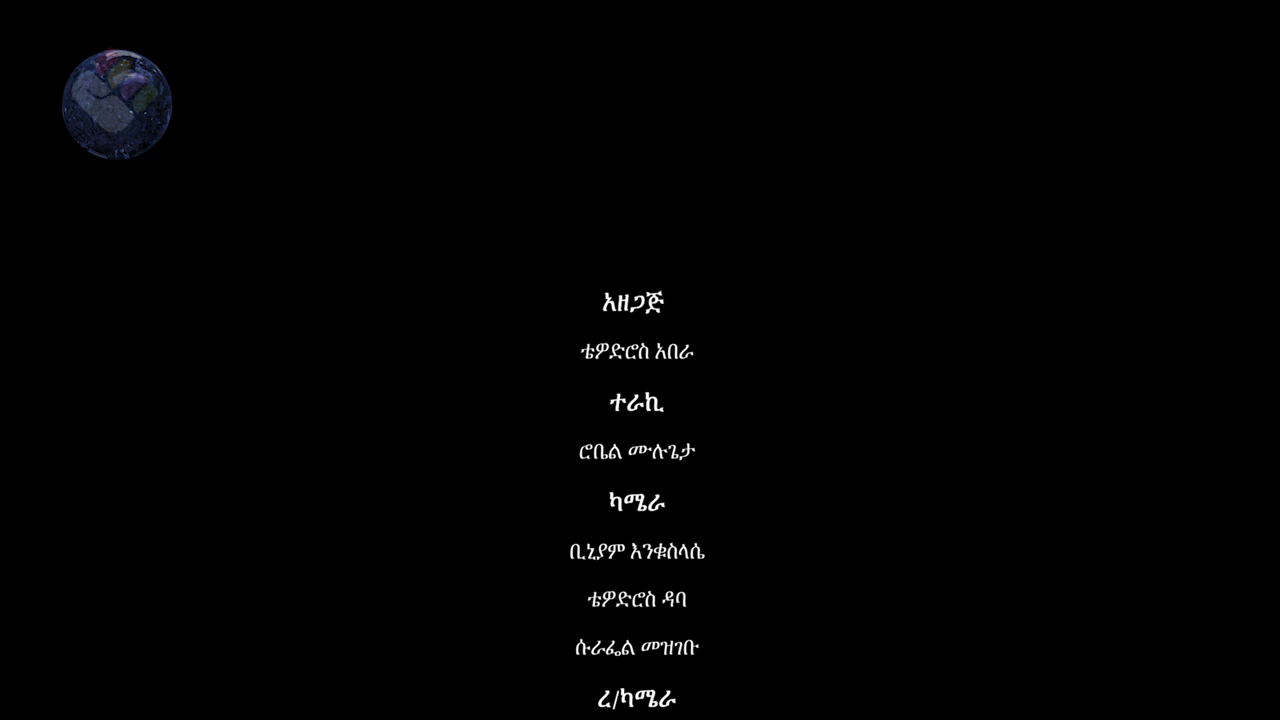 አዘጋጅ
ቴዎድሮስ አበራ
ተራኪ
ሮቤል ሙሉጌታ
ካሜራ
ቢኒያም እንቁስላሴ
ቴዎድሮስ ዳባ
ሱራፌል መዝገቡ
ረ/ካሜራ